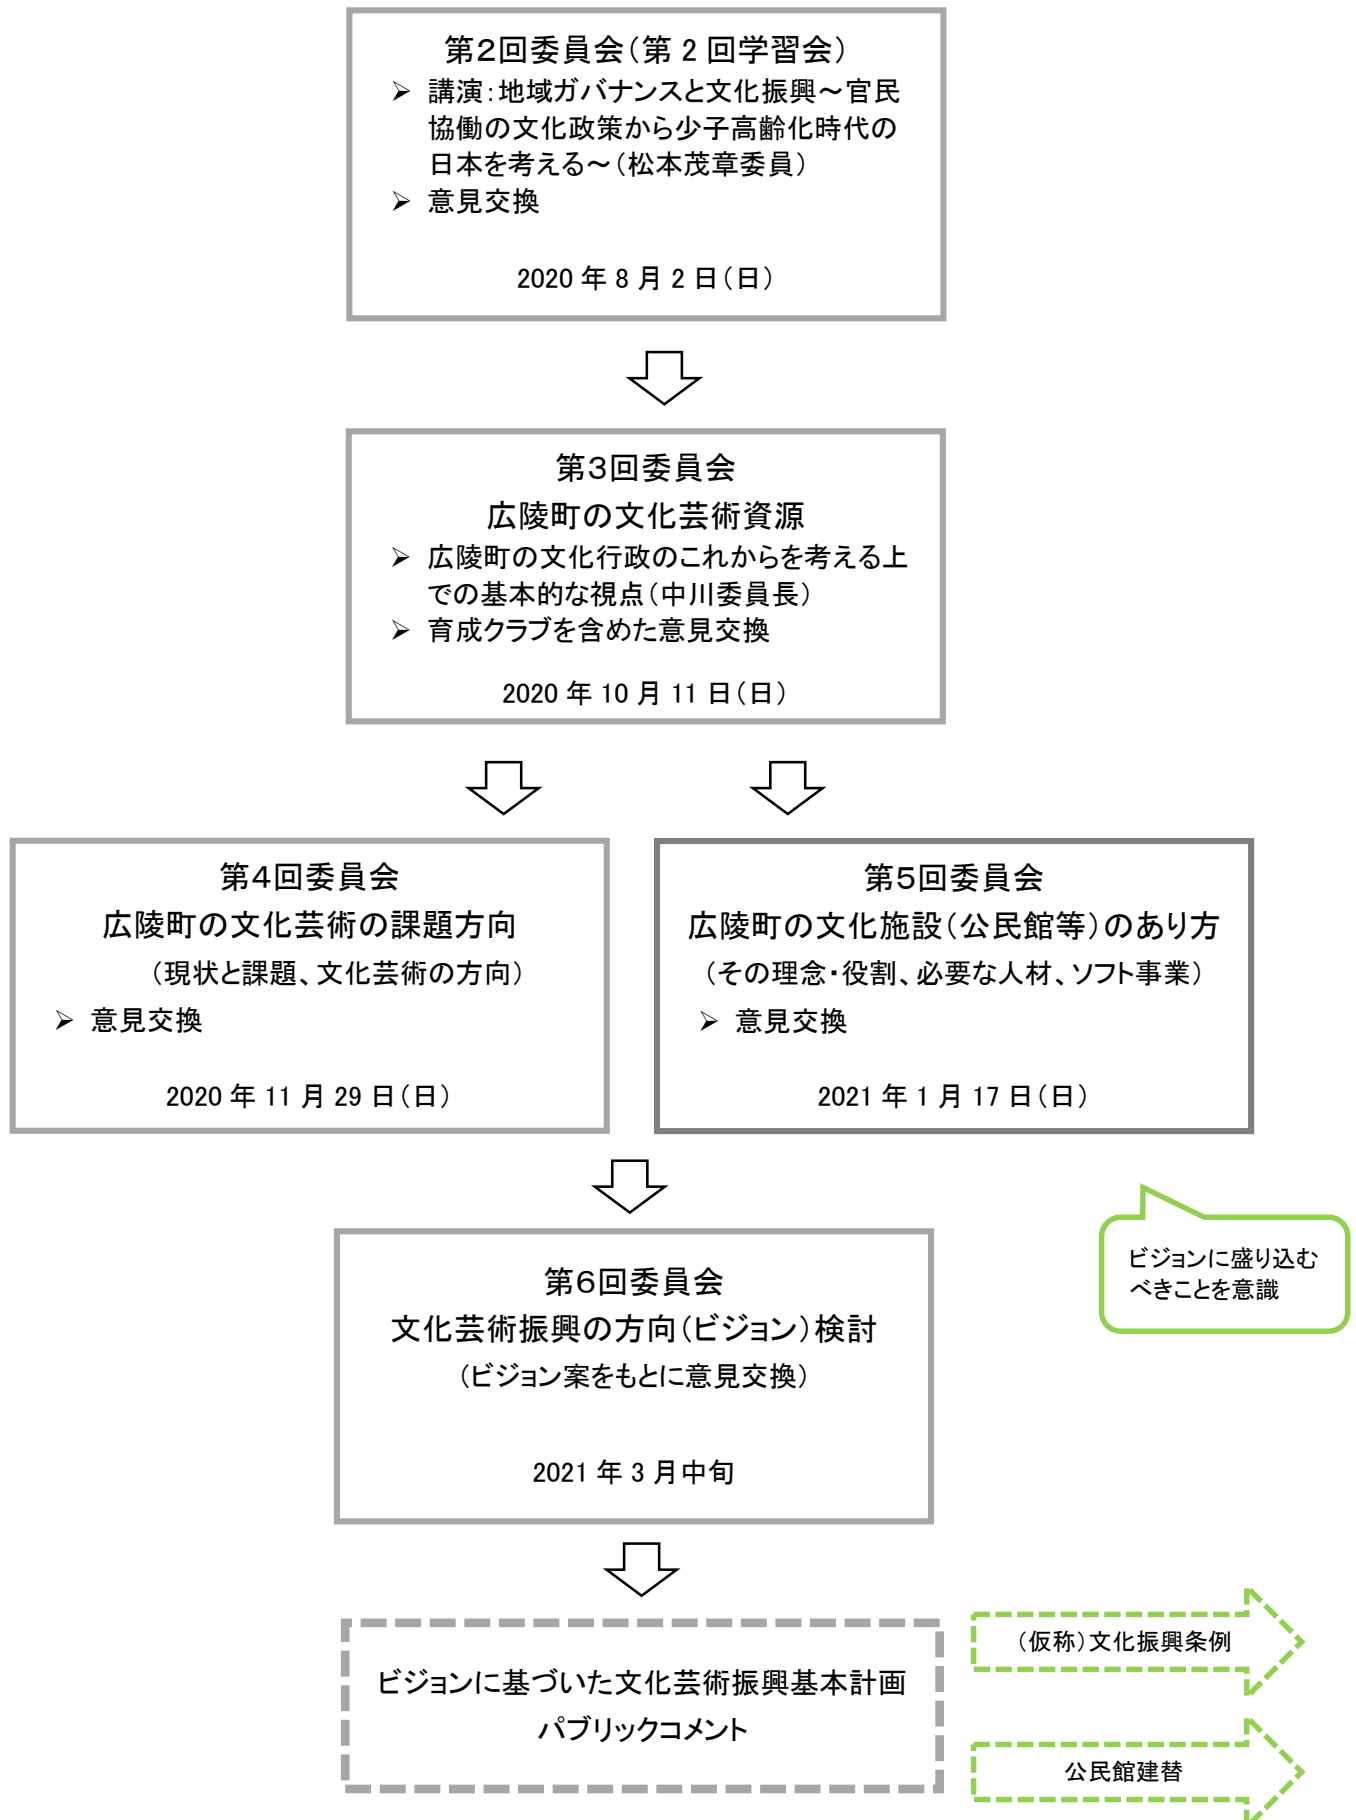 第2回委員会(第 2 回学習会)
➢ 講演:地域ガバナンスと文化振興～官民
協働の文化政策から少子高齢化時代の
日本を考える～(松本茂章委員)
➢ 意見交換
2020 年 8 月 2 日(日)
第3回委員会
広陵町の文化芸術資源
➢ 広陵町の文化行政のこれからを考える上
での基本的な視点(中川委員長)
➢ 育成クラブを含めた意見交換
2020 年 10 月 11 日(日)
第4回委員会
広陵町の文化芸術の課題方向
(現状と課題、文化芸術の方向)
➢ 意見交換
2020 年 11 月 29 日(日)
第5回委員会
広陵町の文化施設(公民館等)のあり方
(その理念・役割、必要な人材、ソフト事業)
➢ 意見交換
2021 年 1 月 17 日(日)
ビジョンに盛り込む
べきことを意識
第6回委員会
文化芸術振興の方向(ビジョン)検討
(ビジョン案をもとに意見交換)
2021 年 3 月中旬
ビジョンに基づいた文化芸術振興基本計画
パブリックコメント
(仮称)文化振興条例
公民館建替